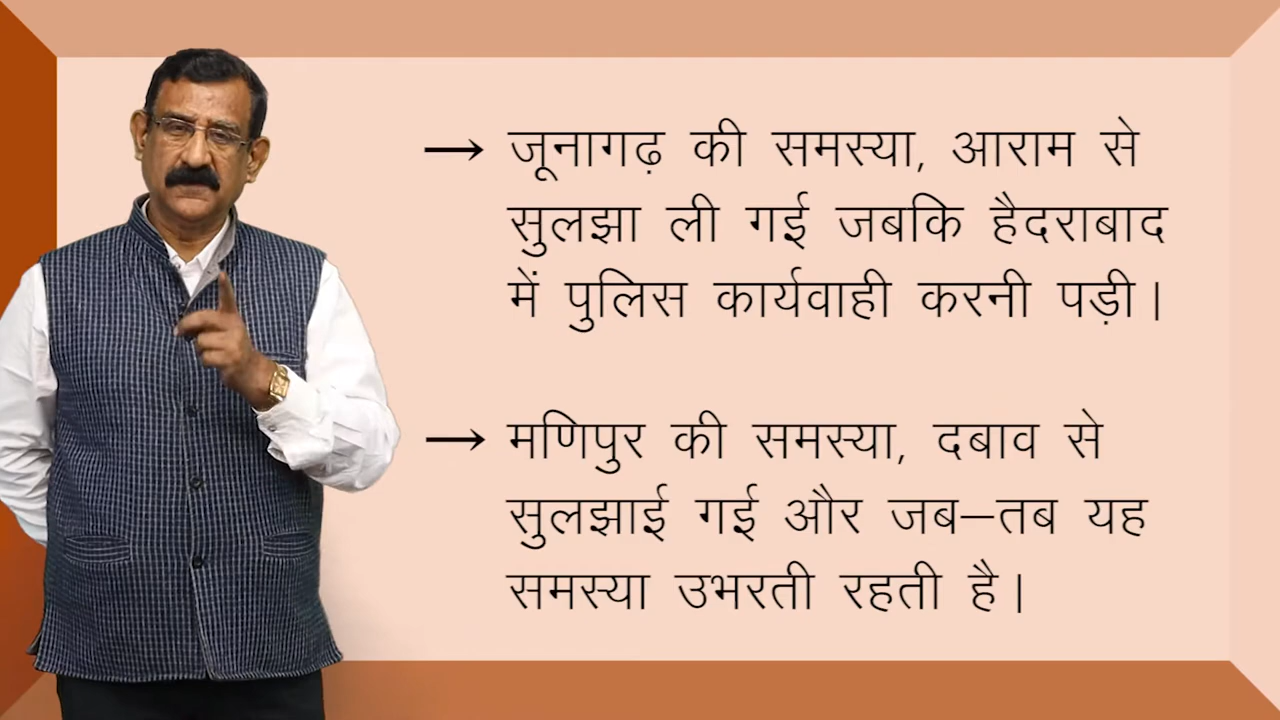 → जूनागढ़ की समस्या, आराम से
सुलझा ली गई जबकि हैदराबाद
में पुलिस कार्यवाही करनी पड़ी।
→ मणिपुर की समस्या, दबाव से
सुलझाई गई और जब–तब यह
समस्या उभरती रहती है।